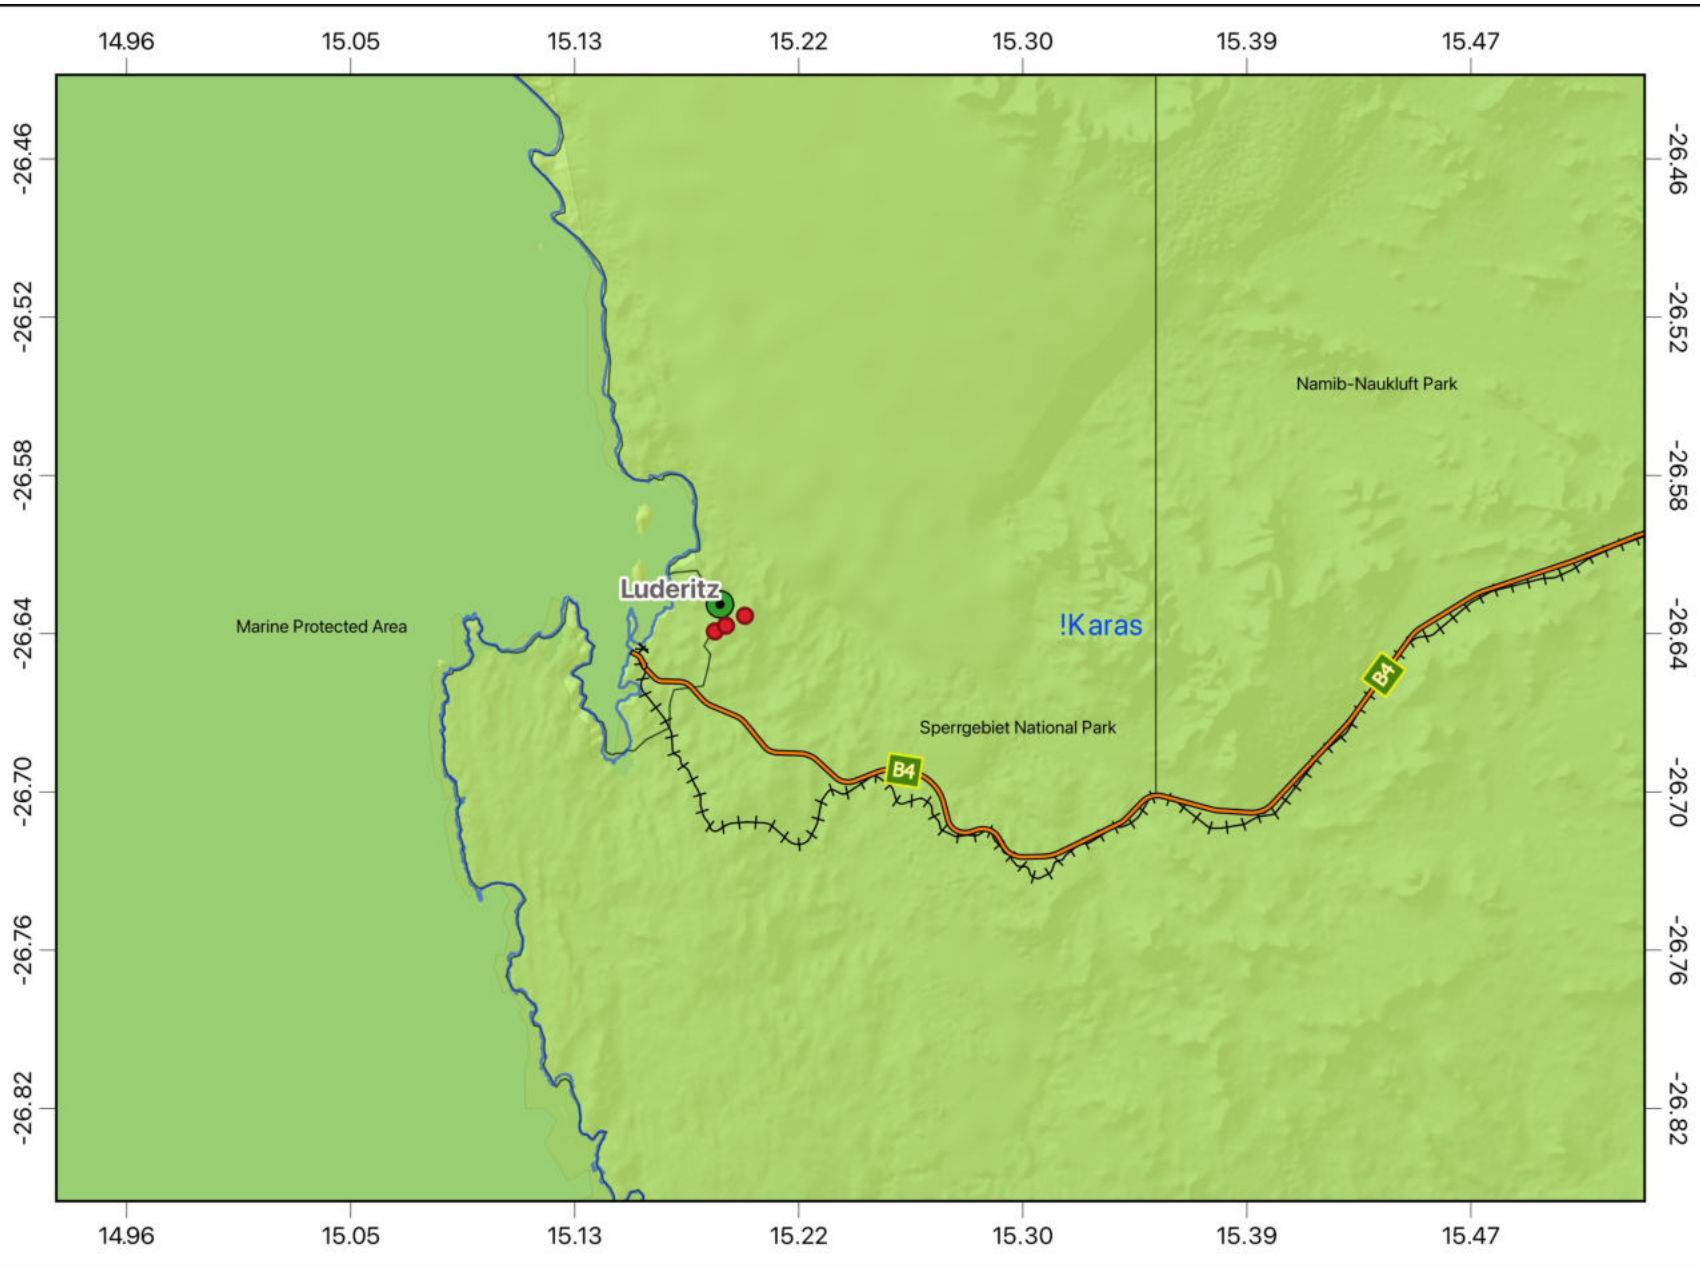 14.96 15.05 15.13 15.22 15.30 15.39 15.47
-26.46 -26.46
-26.52 -26.52
Namib-Naukluft Park
-26.58 -26.58
Luderitz
Marine Protected Area
!Karas
-26.64 -26.64
B4
Sperrgebiet National Park
B4
-26.70 -26.70
-26.76 -26.76
-26.82 -26.82
14.96 15.05 15.13 15.22 15.30 15.39 15.47